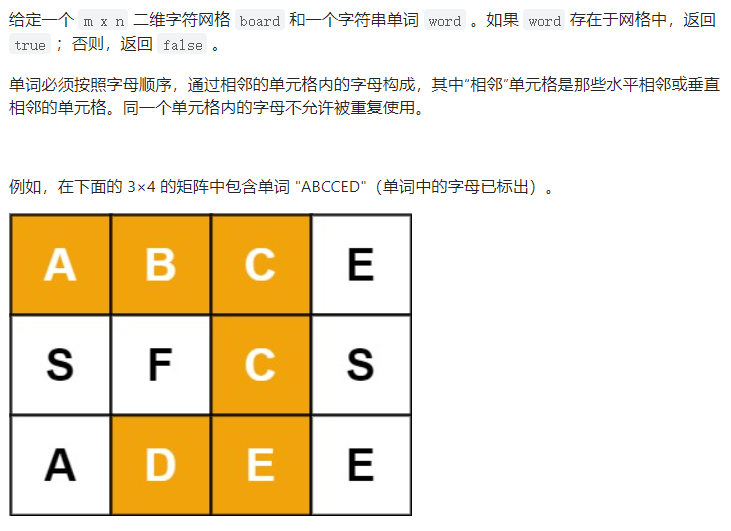 给定一个 m x n 二维字符网格 board 和一个字符串单词 word 。如果 word 存在于网格中，返回
true ；否则，返回 false 。
单词必须按照字母顺序，通过相邻的单元格内的字母构成，其中“相邻”单元格是那些水平相邻或垂直
相邻的单元格。同一个单元格内的字母不允许被重复使用。
例如，在下面的 3×4 的矩阵中包含单词 "ABCCED"（单词中的字母已标出）。
A B C E
S F C S
A D E E